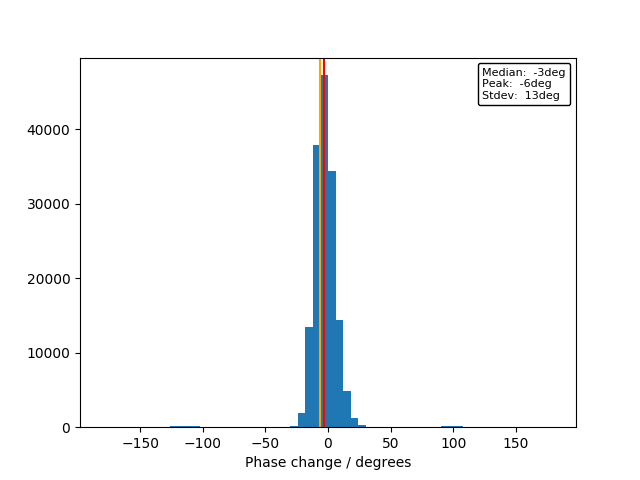 Median:  -3deg
Peak:  -6deg
Stdev:  13deg
40000
30000
20000
10000
0
−150 −100 −50 0 50 100 150
Phase change / degrees